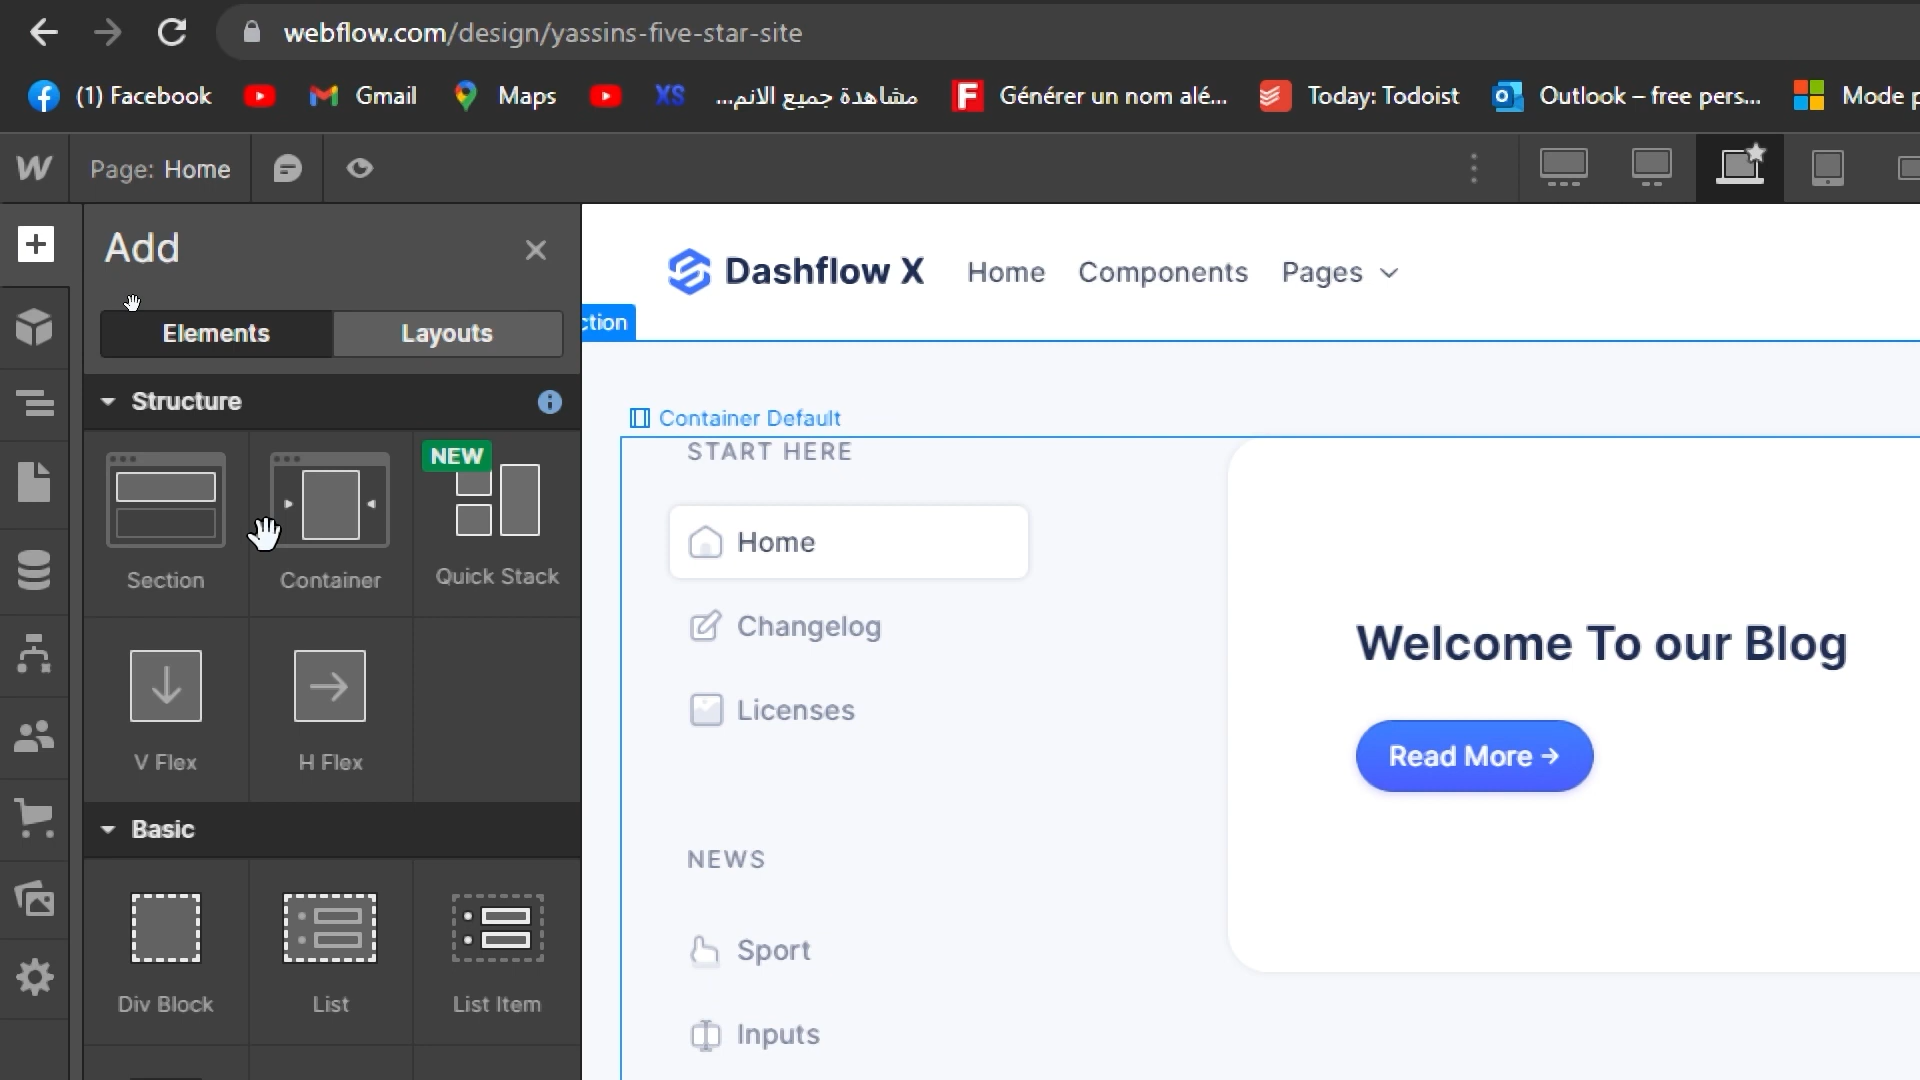 webflow.com/design/yassins-five-star-site
(1) Facebook Gmail Maps XS مشاهدة جميع الانم... Générer un nom alé... Today: Todoist Outlook – free pers... Mode p
Page: Home
Add
Elements Layouts
Structure
NEW
Section Container Quick Stack
V Flex H Flex
Basic
Div Block List List Item
Dashflow X Home Components Pages
ction
Container Default
START HERE
Home
Changelog
Licenses
NEWS
Sport
Inputs
Welcome To our Blog
Read More →